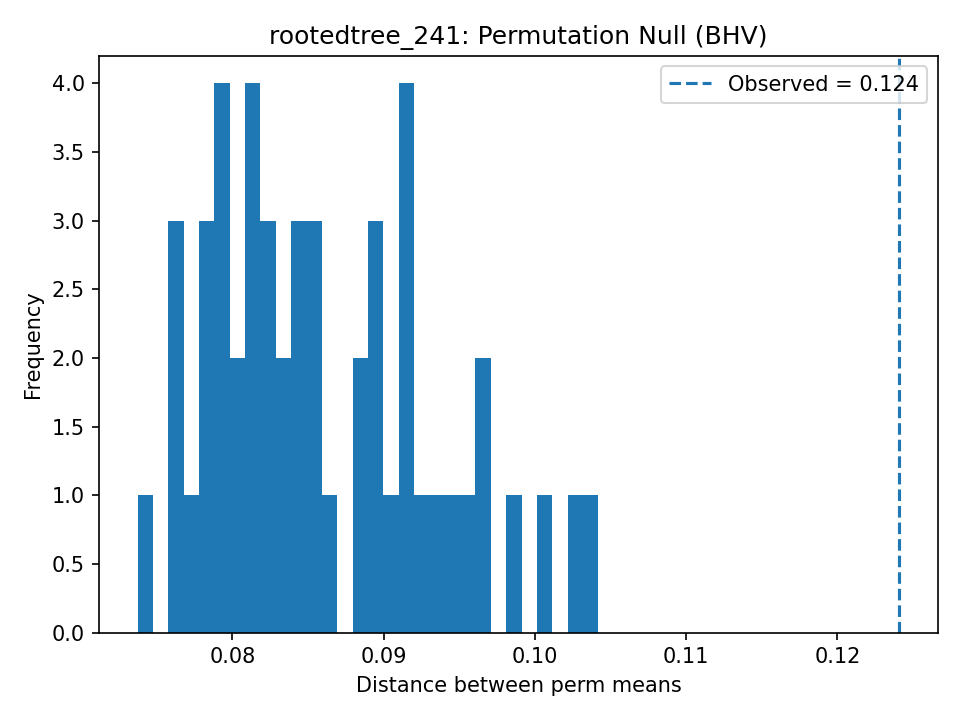 rootedtree_241: Permutation Null (BHV)
Observed = 0.124
Frequency
4.0
3.5
3.0
2.5
2.0
1.5
1.0
0.5
0.0
0.08 0.09 0.10 0.11 0.12
Distance between perm means